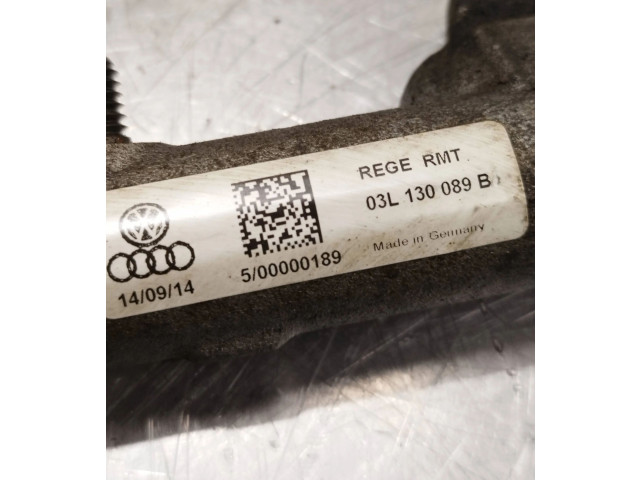 REGE RMT
03L 130 089 B
Made in Germany
5/00000189
14/09/14